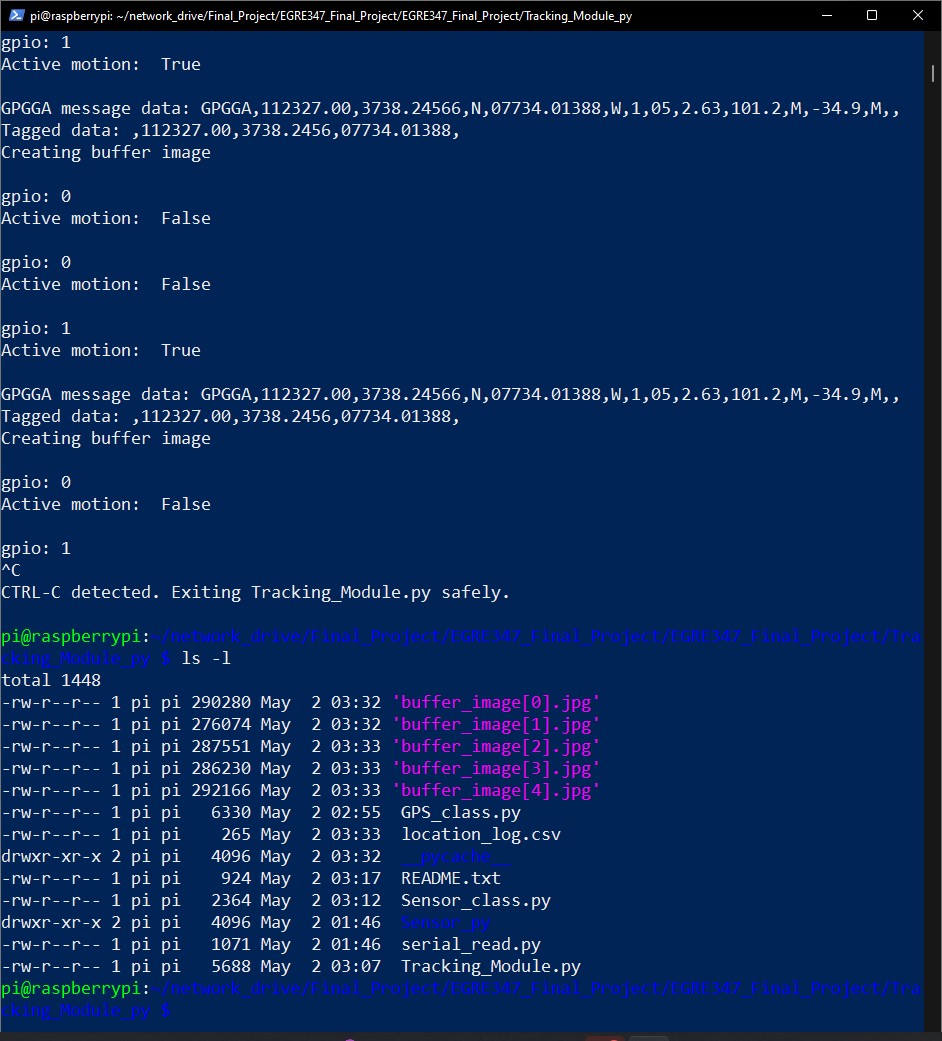 pi@raspberrypi: ~/network_drive/Final_Project/EGRE347_Final_Project/EGRE347_Final_Project/Tracking_Module_py
gpio: 1
Active motion:  True
GPGGA message data: GPGGA,112327.00,3738.24566,N,07734.01388,W,1,05,2.63,101.2,M,-34.9,M,,
Tagged data: ,112327.00,3738.2456,07734.01388,
Creating buffer image
gpio: 0
Active motion:  False
gpio: 0
Active motion:  False
gpio: 1
Active motion:  True
GPGGA message data: GPGGA,112327.00,3738.24566,N,07734.01388,W,1,05,2.63,101.2,M,-34.9,M,,
Tagged data: ,112327.00,3738.2456,07734.01388,
Creating buffer image
gpio: 0
Active motion:  False
gpio: 1
^C
CTRL-C detected. Exiting Tracking_Module.py safely.
pi@raspberrypi:~/network_drive/Final_Project/EGRE347_Final_Project/EGRE347_Final_Project/Tra
cking_Module_py $ ls -l
total 1448
-rw-r--r-- 1 pi pi 290280 May  2 03:32 'buffer_image[0].jpg'
-rw-r--r-- 1 pi pi 276074 May  2 03:32 'buffer_image[1].jpg'
-rw-r--r-- 1 pi pi 287551 May  2 03:33 'buffer_image[2].jpg'
-rw-r--r-- 1 pi pi 286230 May  2 03:33 'buffer_image[3].jpg'
-rw-r--r-- 1 pi pi 292166 May  2 03:33 'buffer_image[4].jpg'
-rw-r--r-- 1 pi pi   6330 May  2 02:55  GPS_class.py
-rw-r--r-- 1 pi pi    265 May  2 03:33  location_log.csv
drwxr-xr-x 2 pi pi   4096 May  2 03:32  __pycache__
-rw-r--r-- 1 pi pi    924 May  2 03:17  README.txt
-rw-r--r-- 1 pi pi   2364 May  2 03:12  Sensor_class.py
drwxr-xr-x 2 pi pi   4096 May  2 01:46  Sensor_py
-rw-r--r-- 1 pi pi   1071 May  2 01:46  serial_read.py
-rw-r--r-- 1 pi pi   5688 May  2 03:07  Tracking_Module.py
pi@raspberrypi:~/network_drive/Final_Project/EGRE347_Final_Project/EGRE347_Final_Project/Tra
cking_Module_py $